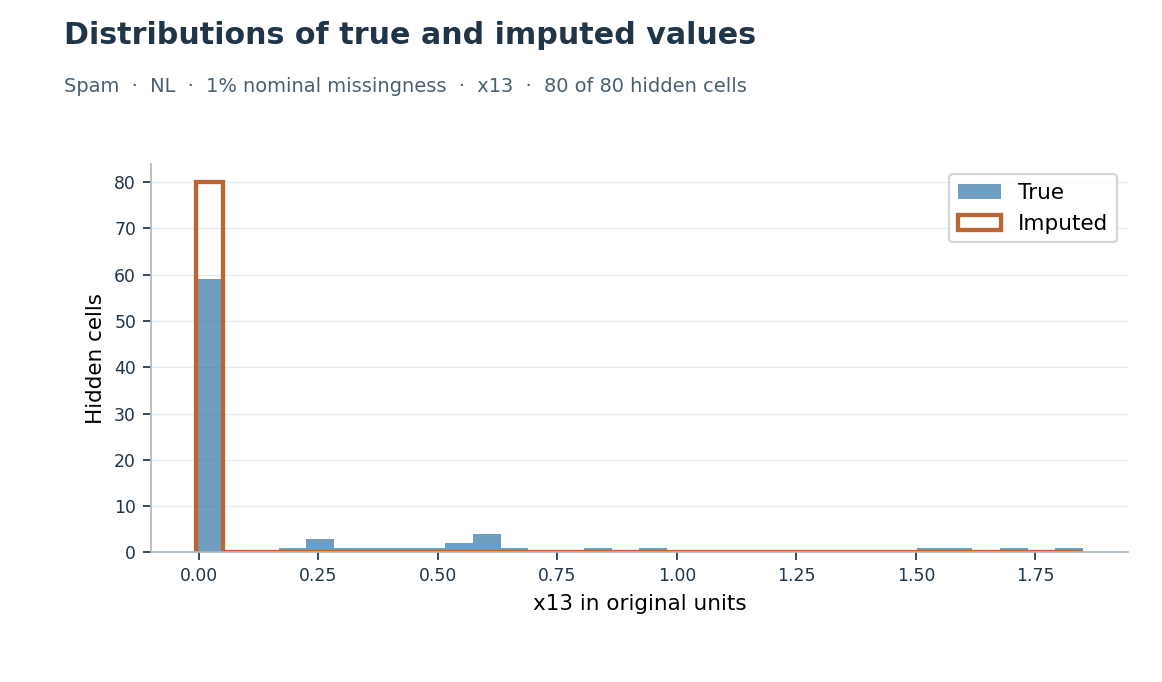 Distributions of true and imputed values
Spam · NL · 1% nominal missingness · x13 · 80 of 80 hidden cells
True
Imputed
80
70
60
50
40
30
20
10
0
Hidden cells
0.00 0.25 0.50 0.75 1.00 1.25 1.50 1.75
x13 in original units